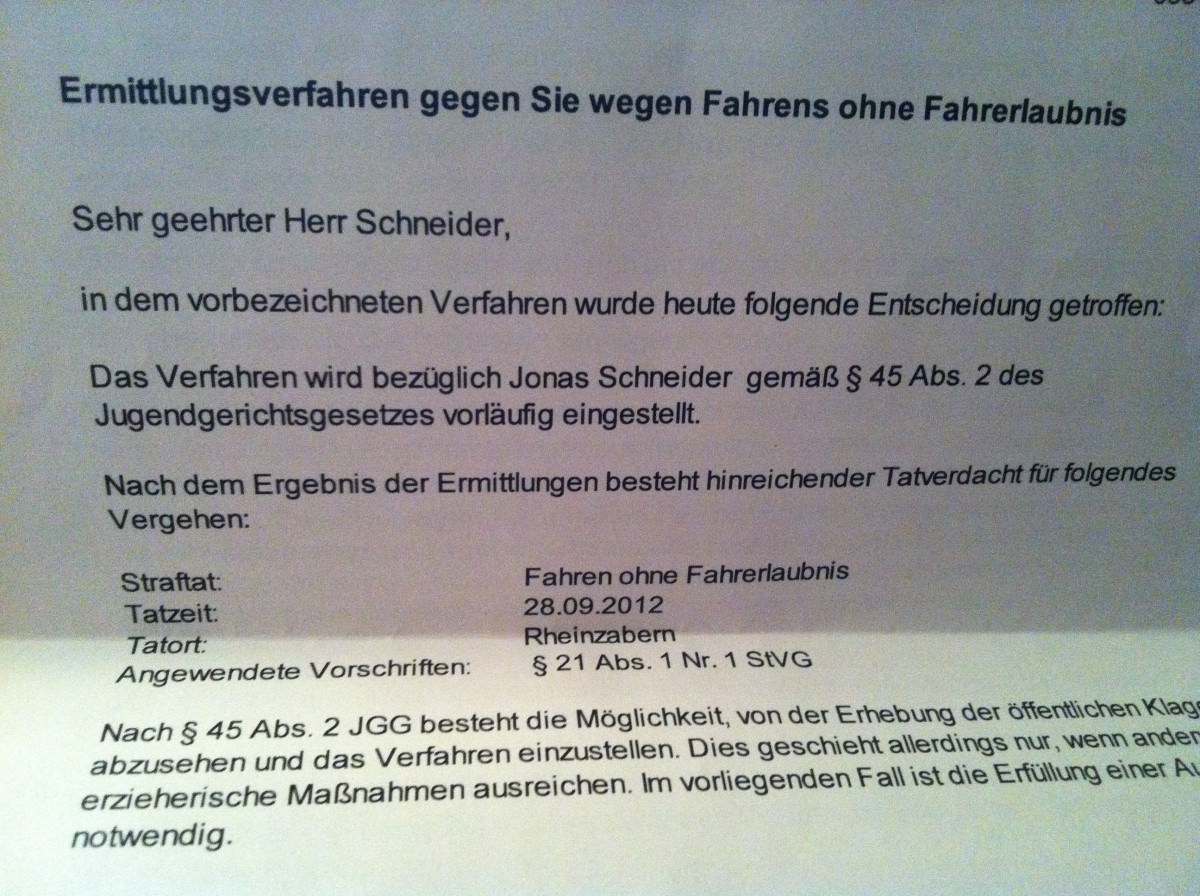 Ermittlungsverfahren gegen Sie wegen Fahrens ohne Fahrerlaubnis
Sehr geehrter Herr Schneider,
in dem vorbezeichneten Verfahren wurde heute folgende Entscheidung getroffen:
Das Verfahren wird bezüglich Jonas Schneider gemäß § 45 Abs. 2 des
Jugendgerichtsgesetzes vorläufig eingestellt.
Nach dem Ergebnis der Ermittlungen besteht hinreichender Tatverdacht für folgendes
Vergehen:
Straftat: Fahren ohne Fahrerlaubnis
Tatzeit: 28.09.2012
Tatort: Rheinzabern
Angewendete Vorschriften: § 21 Abs. 1 Nr. 1 StVG
Nach § 45 Abs. 2 JGG besteht die Möglichkeit, von der Erhebung der öffentlichen
abzusehen und das Verfahren einzustellen. Dies geschieht allerdings nur, wenn
erzieherische Maßnahmen ausreichen. Im vorliegenden Fall ist die Erfüllung einer
notwendig.